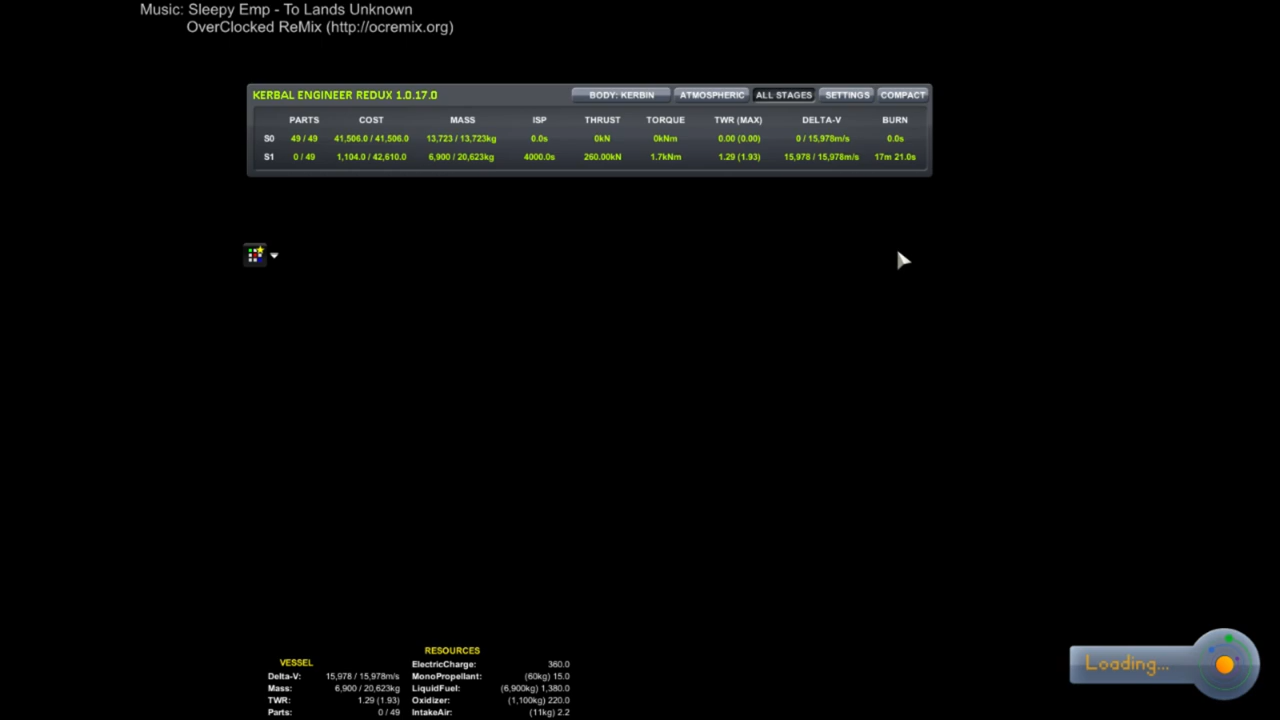 Music: Sleepy Emp - To Lands Unknown
OverClocked ReMix (http://ocremix.org)
KERBAL ENGINEER REDUX 1.0.17.0 BODY: KERBIN ATMOSPHERIC ALL STAGES SETTINGS COMPACT
PARTS COST MASS ISP THRUST TORQUE TWR (MAX) DELTA-V BURN
S0 49 / 49 41,506.0 / 41,506.0 13,723 / 13,723kg 0.0s 0kN 0kNm 0.00 (0.00) 0 / 15,978m/s 0.0s
S1 0 / 49 1,104.0 / 42,610.0 6,900 / 20,623kg 4000.0s 260.00kN 1.7kNm 1.29 (1.93) 15,978 / 15,978m/s 17m 21.0s
VESSEL
Delta-V: 15,978 / 15,978m/s
Mass: 6,900 / 20,623kg
TWR: 1.29 (1.93)
Parts: 0 / 49
RESOURCES
ElectricCharge: 360.0
MonoPropellant: (60kg) 15.0
LiquidFuel: (6,900kg) 1,380.0
Oxidizer: (1,100kg) 220.0
IntakeAir: (11kg) 2.2
Loading...